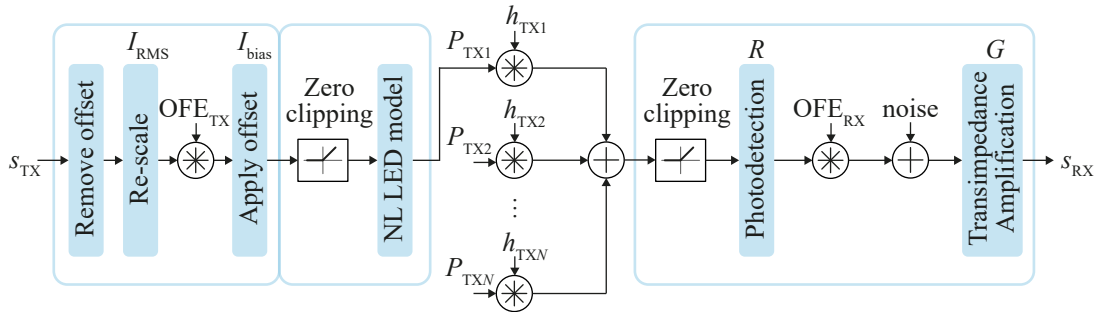 s_TX
Remove offset
I_RMS
Re-scale
OFE_TX
I_bias
Apply offset
Zero
clipping
NL LED model
P_TX1
h_TX1
P_TX2
h_TX2
⋮
P_TXN
h_TXN
Zero
clipping
R
Photodetection
OFE_RX
noise
G
Transimpedance
Amplification
s_RX